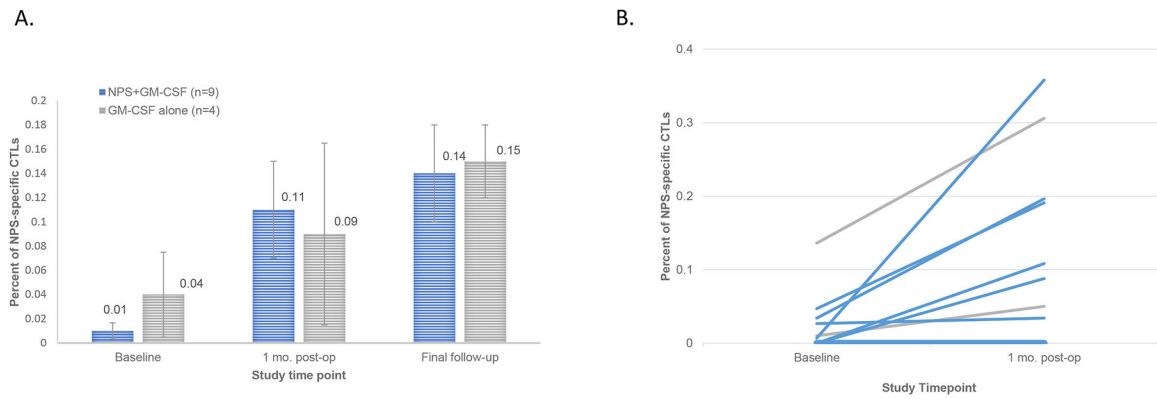 A.
NPS+GM-CSF (n=9)
GM-CSF alone (n=4)
Percent of NPS-specific CTLs
0.2
0.18
0.16
0.14
0.12
0.1
0.08
0.06
0.04
0.02
0
0.01
0.04
0.11
0.09
0.14
0.15
Baseline
1 mo. post-op
Final follow-up
Study time point
B.
Percent of NPS-specific CTLs
0.4
0.3
0.2
0.1
0
Baseline
1 mo. post-op
Study Timepoint